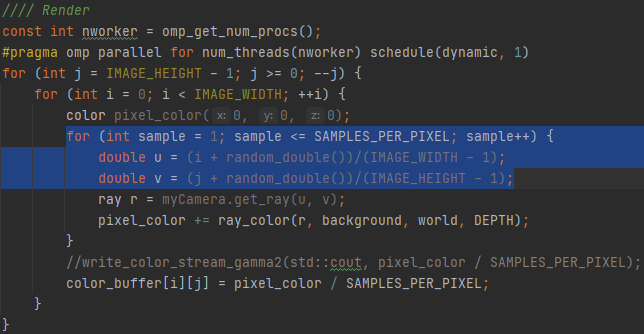 //// Render
const int nworker = omp_get_num_procs();
#pragma omp parallel for num_threads(nworker) schedule(dynamic, 1)
for (int j = IMAGE_HEIGHT - 1; j >= 0; --j) {
    for (int i = 0; i < IMAGE_WIDTH; ++i) {
        color pixel_color( x: 0, y: 0, z: 0);
        for (int sample = 1; sample <= SAMPLES_PER_PIXEL; sample++) {
            double u = (i + random_double())/(IMAGE_WIDTH - 1);
            double v = (j + random_double())/(IMAGE_HEIGHT - 1);
            ray r = myCamera.get_ray(u, v);
            pixel_color += ray_color(r, background, world, DEPTH);
        }
        //write_color_stream_gamma2(std::cout, pixel_color / SAMPLES_PER_PIXEL);
        color_buffer[i][j] = pixel_color / SAMPLES_PER_PIXEL;
    }
}